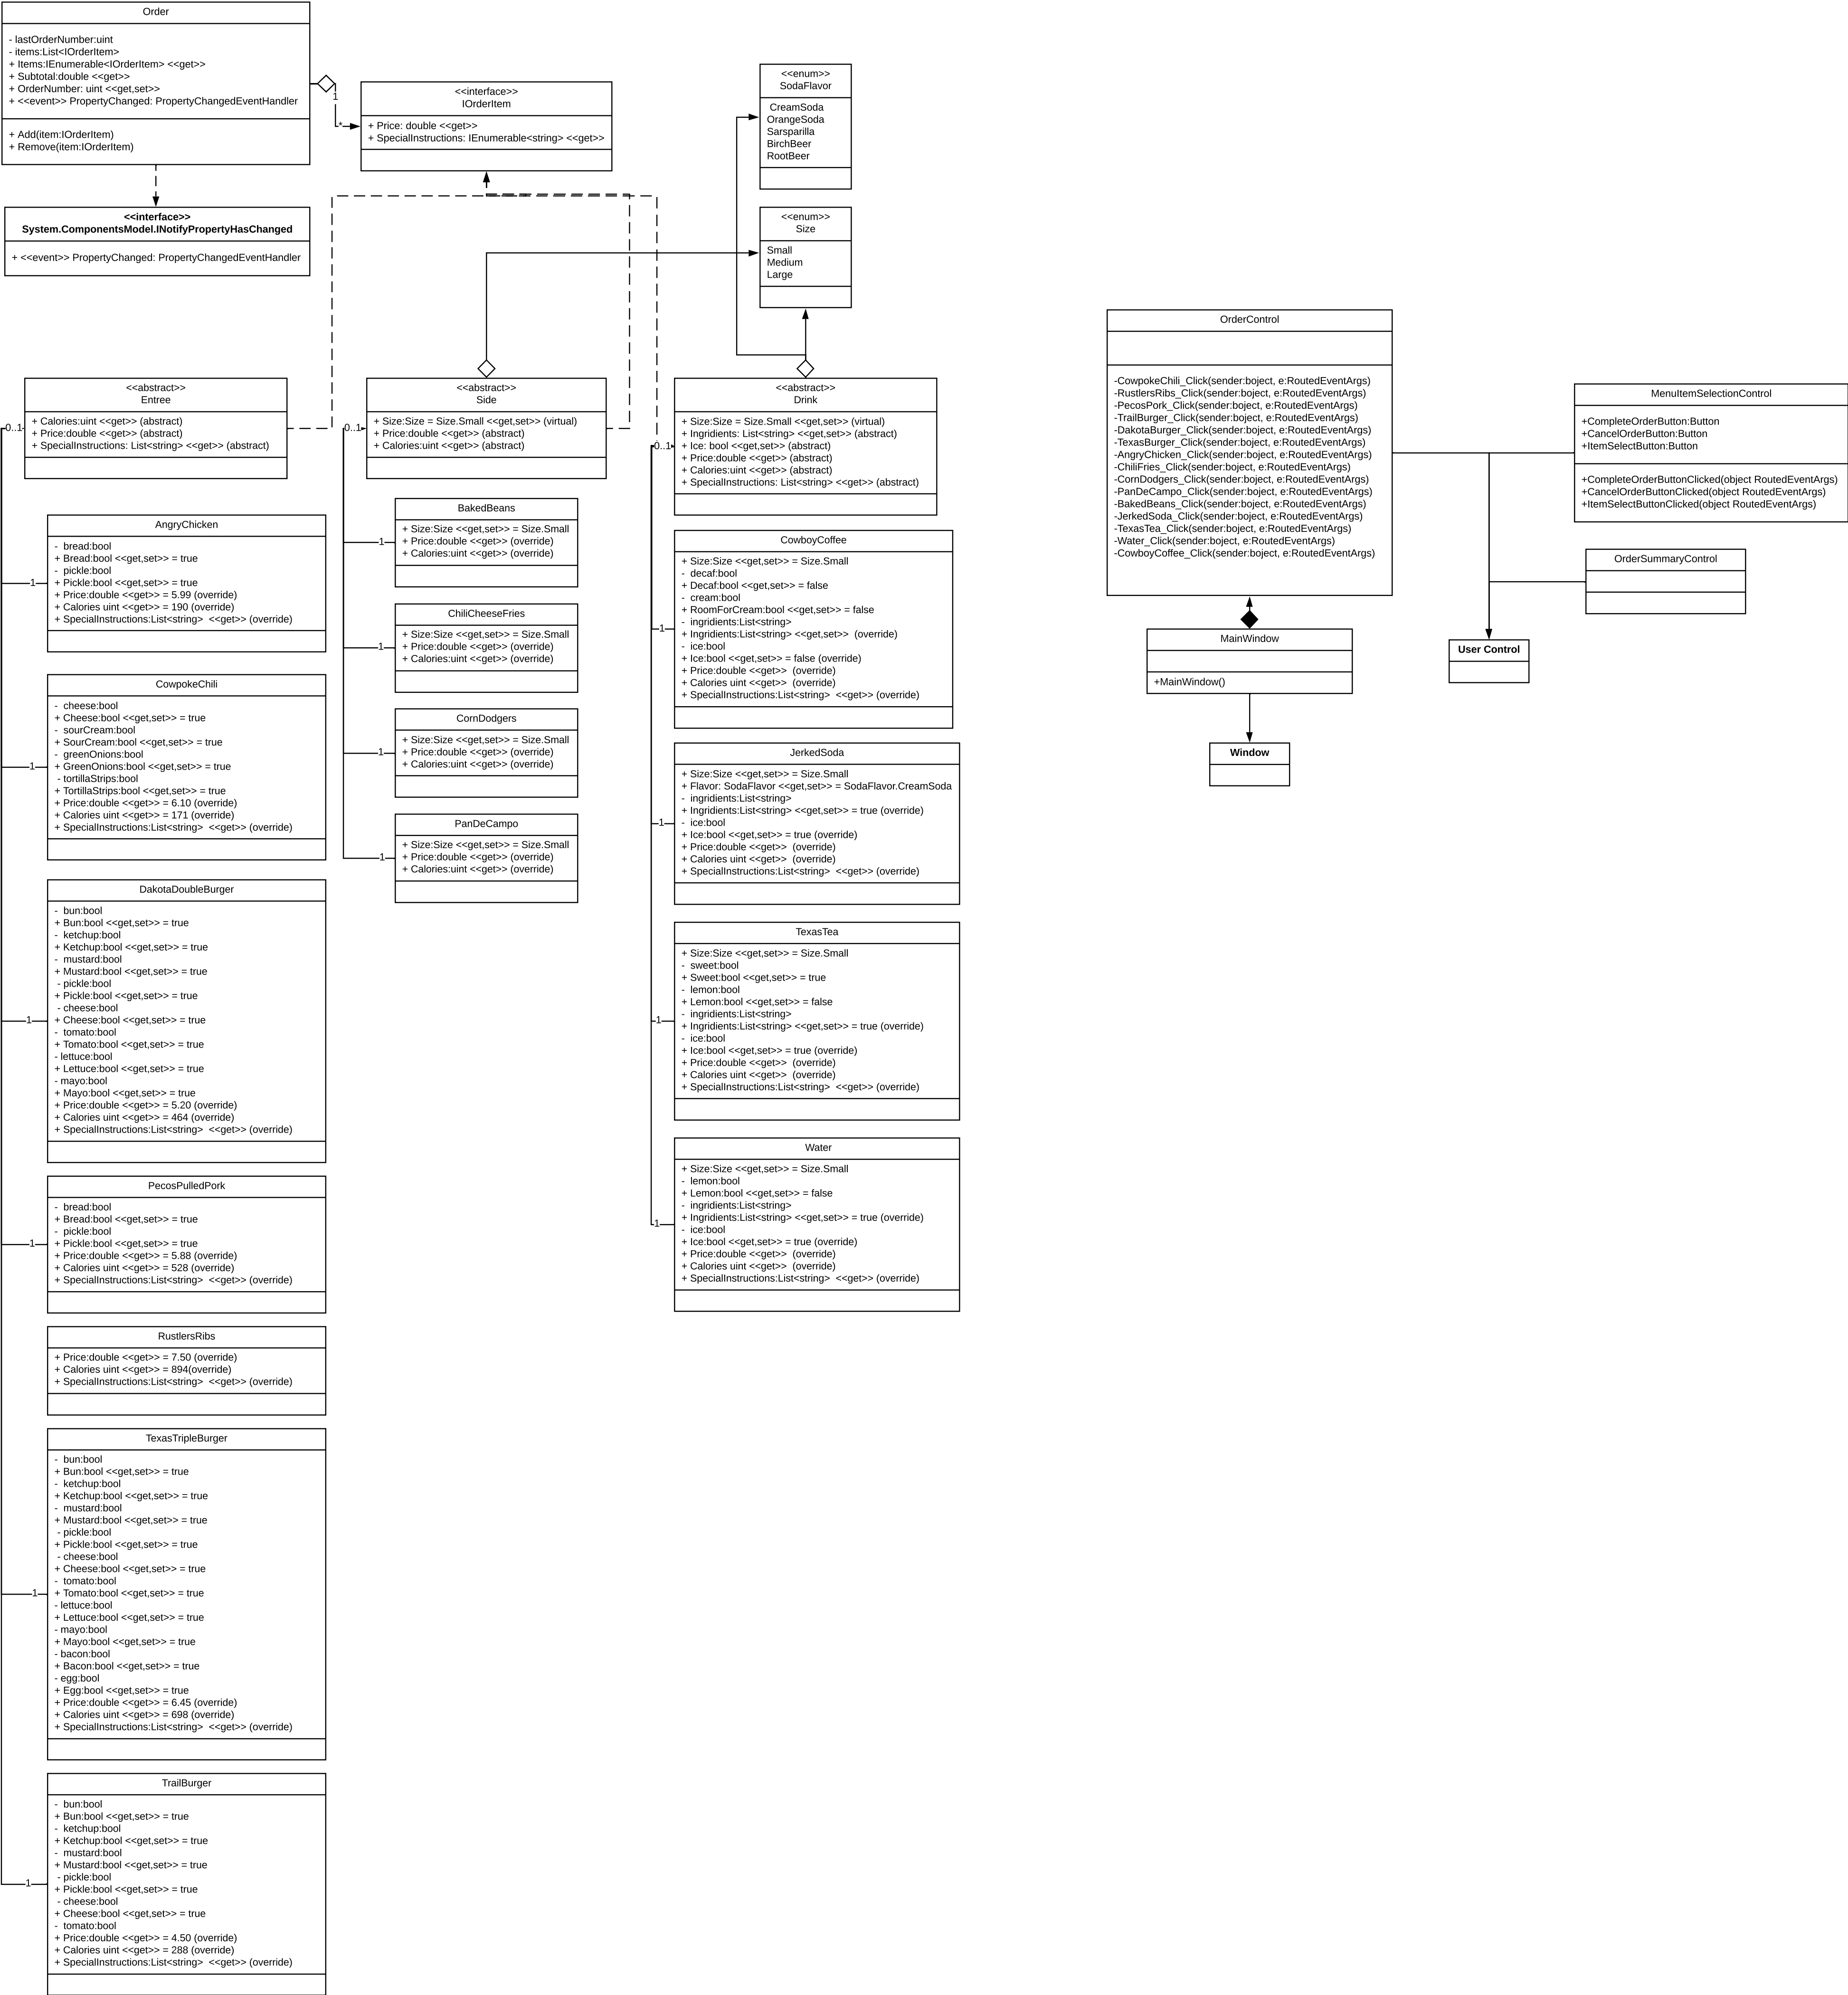 Order
- lastOrderNumber:uint
- items:List<IOrderItem>
+ Items:IEnumerable<IOrderItem> <<get>>
+ Subtotal:double <<get>>
+ OrderNumber: uint <<get,set>>
+ <<event>> PropertyChanged: PropertyChangedEventHandler
+ Add(item:IOrderItem)
+ Remove(item:IOrderItem)
1
*
<<interface>>
IOrderItem
+ Price: double <<get>>
+ SpecialInstructions: IEnumerable<string> <<get>>
<<enum>>
SodaFlavor
CreamSoda
OrangeSoda
Sarsparilla
BirchBeer
RootBeer
<<interface>>
System.ComponentsModel.INotifyPropertyHasChanged
+ <<event>> PropertyChanged: PropertyChangedEventHandler
<<enum>>
Size
Small
Medium
Large
<<abstract>>
Entree
+ Calories:uint <<get>> (abstract)
+ Price:double <<get>> (abstract)
+ SpecialInstructions: List<string> <<get>> (abstract)
0..1
AngryChicken
-  bread:bool
+ Bread:bool <<get,set>> = true
-  pickle:bool
+ Pickle:bool <<get,set>> = true
+ Price:double <<get>> = 5.99 (override)
+ Calories uint <<get>> = 190 (override)
+ SpecialInstructions:List<string>  <<get>> (override)
1
CowpokeChili
-  cheese:bool
+ Cheese:bool <<get,set>> = true
-  sourCream:bool
+ SourCream:bool <<get,set>> = true
-  greenOnions:bool
+ GreenOnions:bool <<get,set>> = true
- tortillaStrips:bool
+ TortillaStrips:bool <<get,set>> = true
+ Price:double <<get>> = 6.10 (override)
+ Calories uint <<get>> = 171 (override)
+ SpecialInstructions:List<string>  <<get>> (override)
1
DakotaDoubleBurger
-  bun:bool
+ Bun:bool <<get,set>> = true
-  ketchup:bool
+ Ketchup:bool <<get,set>> = true
-  mustard:bool
+ Mustard:bool <<get,set>> = true
- pickle:bool
+ Pickle:bool <<get,set>> = true
- cheese:bool
+ Cheese:bool <<get,set>> = true
-  tomato:bool
+ Tomato:bool <<get,set>> = true
- lettuce:bool
+ Lettuce:bool <<get,set>> = true
- mayo:bool
+ Mayo:bool <<get,set>> = true
+ Price:double <<get>> = 5.20 (override)
+ Calories uint <<get>> = 464 (override)
+ SpecialInstructions:List<string>  <<get>> (override)
1
PecosPulledPork
-  bread:bool
+ Bread:bool <<get,set>> = true
-  pickle:bool
+ Pickle:bool <<get,set>> = true
+ Price:double <<get>> = 5.88 (override)
+ Calories uint <<get>> = 528 (override)
+ SpecialInstructions:List<string>  <<get>> (override)
1
RustlersRibs
+ Price:double <<get>> = 7.50 (override)
+ Calories uint <<get>> = 894(override)
+ SpecialInstructions:List<string>  <<get>> (override)
TexasTripleBurger
-  bun:bool
+ Bun:bool <<get,set>> = true
-  ketchup:bool
+ Ketchup:bool <<get,set>> = true
-  mustard:bool
+ Mustard:bool <<get,set>> = true
- pickle:bool
+ Pickle:bool <<get,set>> = true
- cheese:bool
+ Cheese:bool <<get,set>> = true
-  tomato:bool
+ Tomato:bool <<get,set>> = true
- lettuce:bool
+ Lettuce:bool <<get,set>> = true
- mayo:bool
+ Mayo:bool <<get,set>> = true
- bacon:bool
+ Bacon:bool <<get,set>> = true
- egg:bool
+ Egg:bool <<get,set>> = true
+ Price:double <<get>> = 6.45 (override)
+ Calories uint <<get>> = 698 (override)
+ SpecialInstructions:List<string>  <<get>> (override)
1
TrailBurger
-  bun:bool
+ Bun:bool <<get,set>> = true
-  ketchup:bool
+ Ketchup:bool <<get,set>> = true
-  mustard:bool
+ Mustard:bool <<get,set>> = true
- pickle:bool
+ Pickle:bool <<get,set>> = true
- cheese:bool
+ Cheese:bool <<get,set>> = true
-  tomato:bool
+ Price:double <<get>> = 4.50 (override)
+ Calories uint <<get>> = 288 (override)
+ SpecialInstructions:List<string>  <<get>> (override)
1
<<abstract>>
Side
+ Size:Size = Size.Small <<get,set>> (virtual)
+ Price:double <<get>> (abstract)
+ Calories:uint <<get>> (abstract)
0..1
BakedBeans
+ Size:Size <<get,set>> = Size.Small
+ Price:double <<get>> (override)
+ Calories:uint <<get>> (override)
1
ChiliCheeseFries
+ Size:Size <<get,set>> = Size.Small
+ Price:double <<get>> (override)
+ Calories:uint <<get>> (override)
1
CornDodgers
+ Size:Size <<get,set>> = Size.Small
+ Price:double <<get>> (override)
+ Calories:uint <<get>> (override)
1
PanDeCampo
+ Size:Size <<get,set>> = Size.Small
+ Price:double <<get>> (override)
+ Calories:uint <<get>> (override)
1
<<abstract>>
Drink
+ Size:Size = Size.Small <<get,set>> (virtual)
+ Ingridients: List<string> <<get,set>> (abstract)
+ Ice: bool <<get,set>> (abstract)
+ Price:double <<get>> (abstract)
+ Calories:uint <<get>> (abstract)
+ SpecialInstructions: List<string> <<get>> (abstract)
0..1
CowboyCoffee
+ Size:Size <<get,set>> = Size.Small
-  decaf:bool
+ Decaf:bool <<get,set>> = false
-  cream:bool
+ RoomForCream:bool <<get,set>> = false
-  ingridients:List<string>
+ Ingridients:List<string> <<get,set>>  (override)
-  ice:bool
+ Ice:bool <<get,set>> = false (override)
+ Price:double <<get>>  (override)
+ Calories uint <<get>>  (override)
+ SpecialInstructions:List<string>  <<get>> (override)
1
JerkedSoda
+ Size:Size <<get,set>> = Size.Small
+ Flavor: SodaFlavor <<get,set>> = SodaFlavor.CreamSoda
-  ingridients:List<string>
+ Ingridients:List<string> <<get,set>> = true (override)
-  ice:bool
+ Ice:bool <<get,set>> = true (override)
+ Price:double <<get>>  (override)
+ Calories uint <<get>>  (override)
+ SpecialInstructions:List<string>  <<get>> (override)
1
TexasTea
+ Size:Size <<get,set>> = Size.Small
-  sweet:bool
+ Sweet:bool <<get,set>> = true
-  lemon:bool
+ Lemon:bool <<get,set>> = false
-  ingridients:List<string>
+ Ingridients:List<string> <<get,set>> = true (override)
-  ice:bool
+ Ice:bool <<get,set>> = true (override)
+ Price:double <<get>>  (override)
+ Calories uint <<get>>  (override)
+ SpecialInstructions:List<string>  <<get>> (override)
1
Water
+ Size:Size <<get,set>> = Size.Small
-  lemon:bool
+ Lemon:bool <<get,set>> = false
-  ingridients:List<string>
+ Ingridients:List<string> <<get,set>> = true (override)
-  ice:bool
+ Ice:bool <<get,set>> = true (override)
+ Price:double <<get>>  (override)
+ Calories uint <<get>>  (override)
+ SpecialInstructions:List<string>  <<get>> (override)
1
OrderControl
-CowpokeChili_Click(sender:boject, e:RoutedEventArgs)
-RustlersRibs_Click(sender:boject, e:RoutedEventArgs)
-PecosPork_Click(sender:boject, e:RoutedEventArgs)
-TrailBurger_Click(sender:boject, e:RoutedEventArgs)
-DakotaBurger_Click(sender:boject, e:RoutedEventArgs)
-TexasBurger_Click(sender:boject, e:RoutedEventArgs)
-AngryChicken_Click(sender:boject, e:RoutedEventArgs)
-ChiliFries_Click(sender:boject, e:RoutedEventArgs)
-CornDodgers_Click(sender:boject, e:RoutedEventArgs)
-PanDeCampo_Click(sender:boject, e:RoutedEventArgs)
-BakedBeans_Click(sender:boject, e:RoutedEventArgs)
-JerkedSoda_Click(sender:boject, e:RoutedEventArgs)
-TexasTea_Click(sender:boject, e:RoutedEventArgs)
-Water_Click(sender:boject, e:RoutedEventArgs)
-CowboyCoffee_Click(sender:boject, e:RoutedEventArgs)
MainWindow
+MainWindow()
Window
MenuItemSelectionControl
+CompleteOrderButton:Button
+CancelOrderButton:Button
+ItemSelectButton:Button
+CompleteOrderButtonClicked(object RoutedEventArgs)
+CancelOrderButtonClicked(object RoutedEventArgs)
+ItemSelectButtonClicked(object RoutedEventArgs)
OrderSummaryControl
User Control